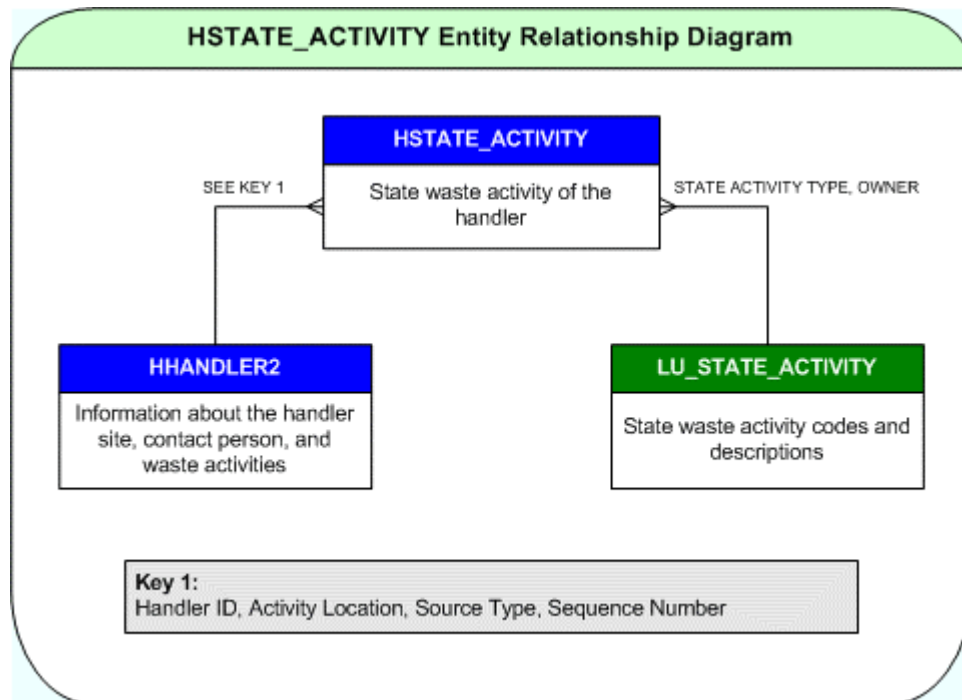 HSTATE_ACTIVITY Entity Relationship Diagram
HSTATE_ACTIVITY
SEE KEY 1
State waste activity of the
handler
STATE ACTIVITY TYPE, OWNER
HHANDLER2
Information about the handler
site, contact person, and
waste activities
LU_STATE_ACTIVITY
State waste activity codes and
descriptions
Key 1:
Handler ID, Activity Location, Source Type, Sequence Number